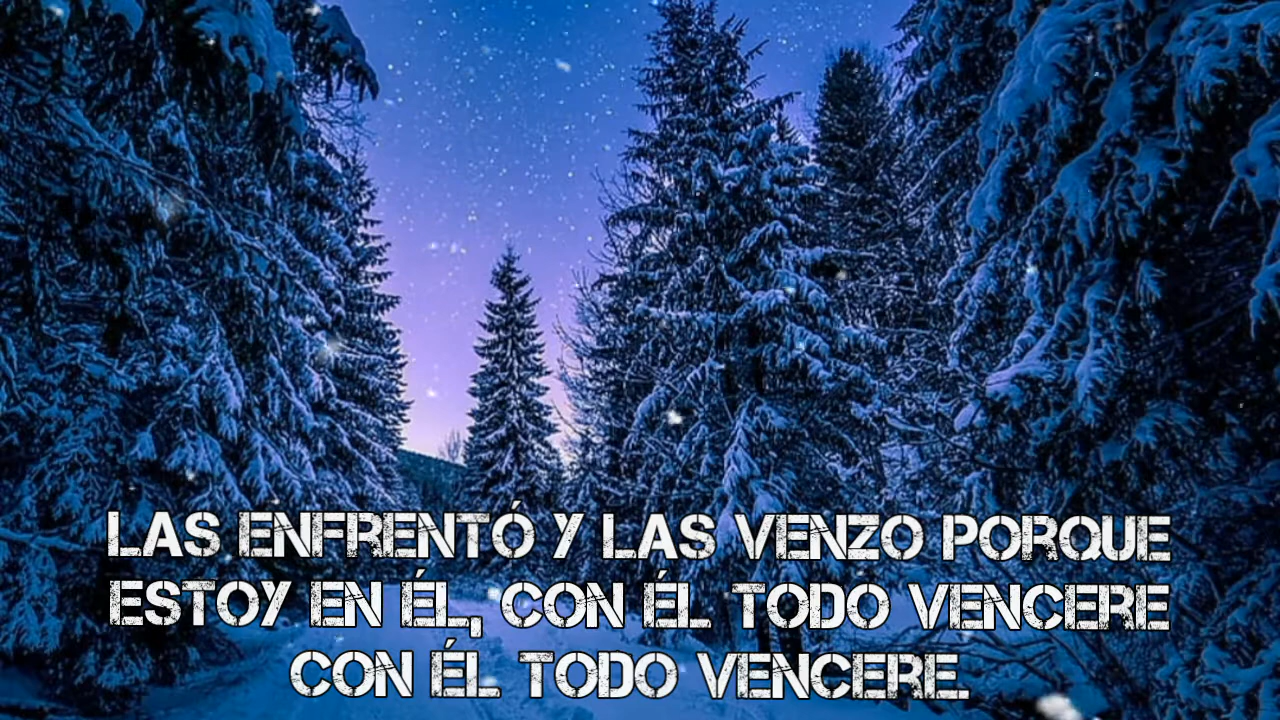 LAS ENFRENTÓ Y LAS VENZO PORQUE
ESTOY EN ÉL, CON ÉL TODO VENCERE
CON ÉL TODO VENCERE.